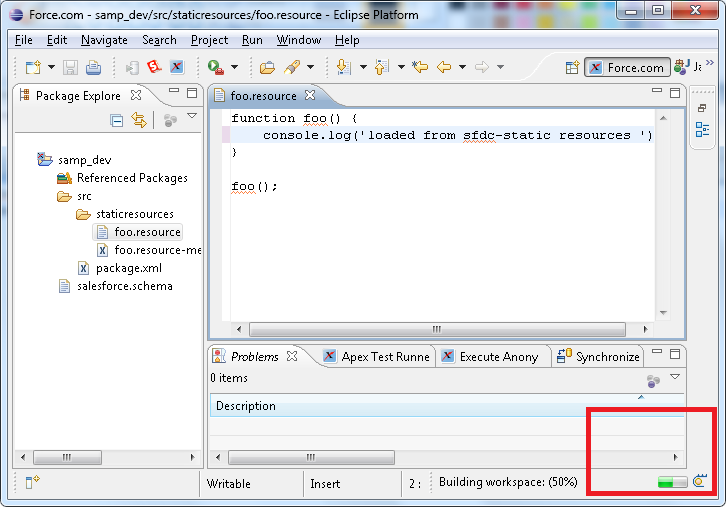 Force.com - samp_dev/src/staticresources/foo.resource - Eclipse Platform
File Edit Navigate Search Project Run Window Help
Force.com J »
Package Explore
foo.resource
samp_dev
Referenced Packages
src
staticresources
foo.resource
foo.resource-me
package.xml
salesforce.schema
function foo() {
    console.log('loaded from sfdc-static resources ')
}
foo();
Problems Apex Test Runne Execute Anony Synchronize
0 items
Description
Writable Insert 2 : Building workspace: (50%)